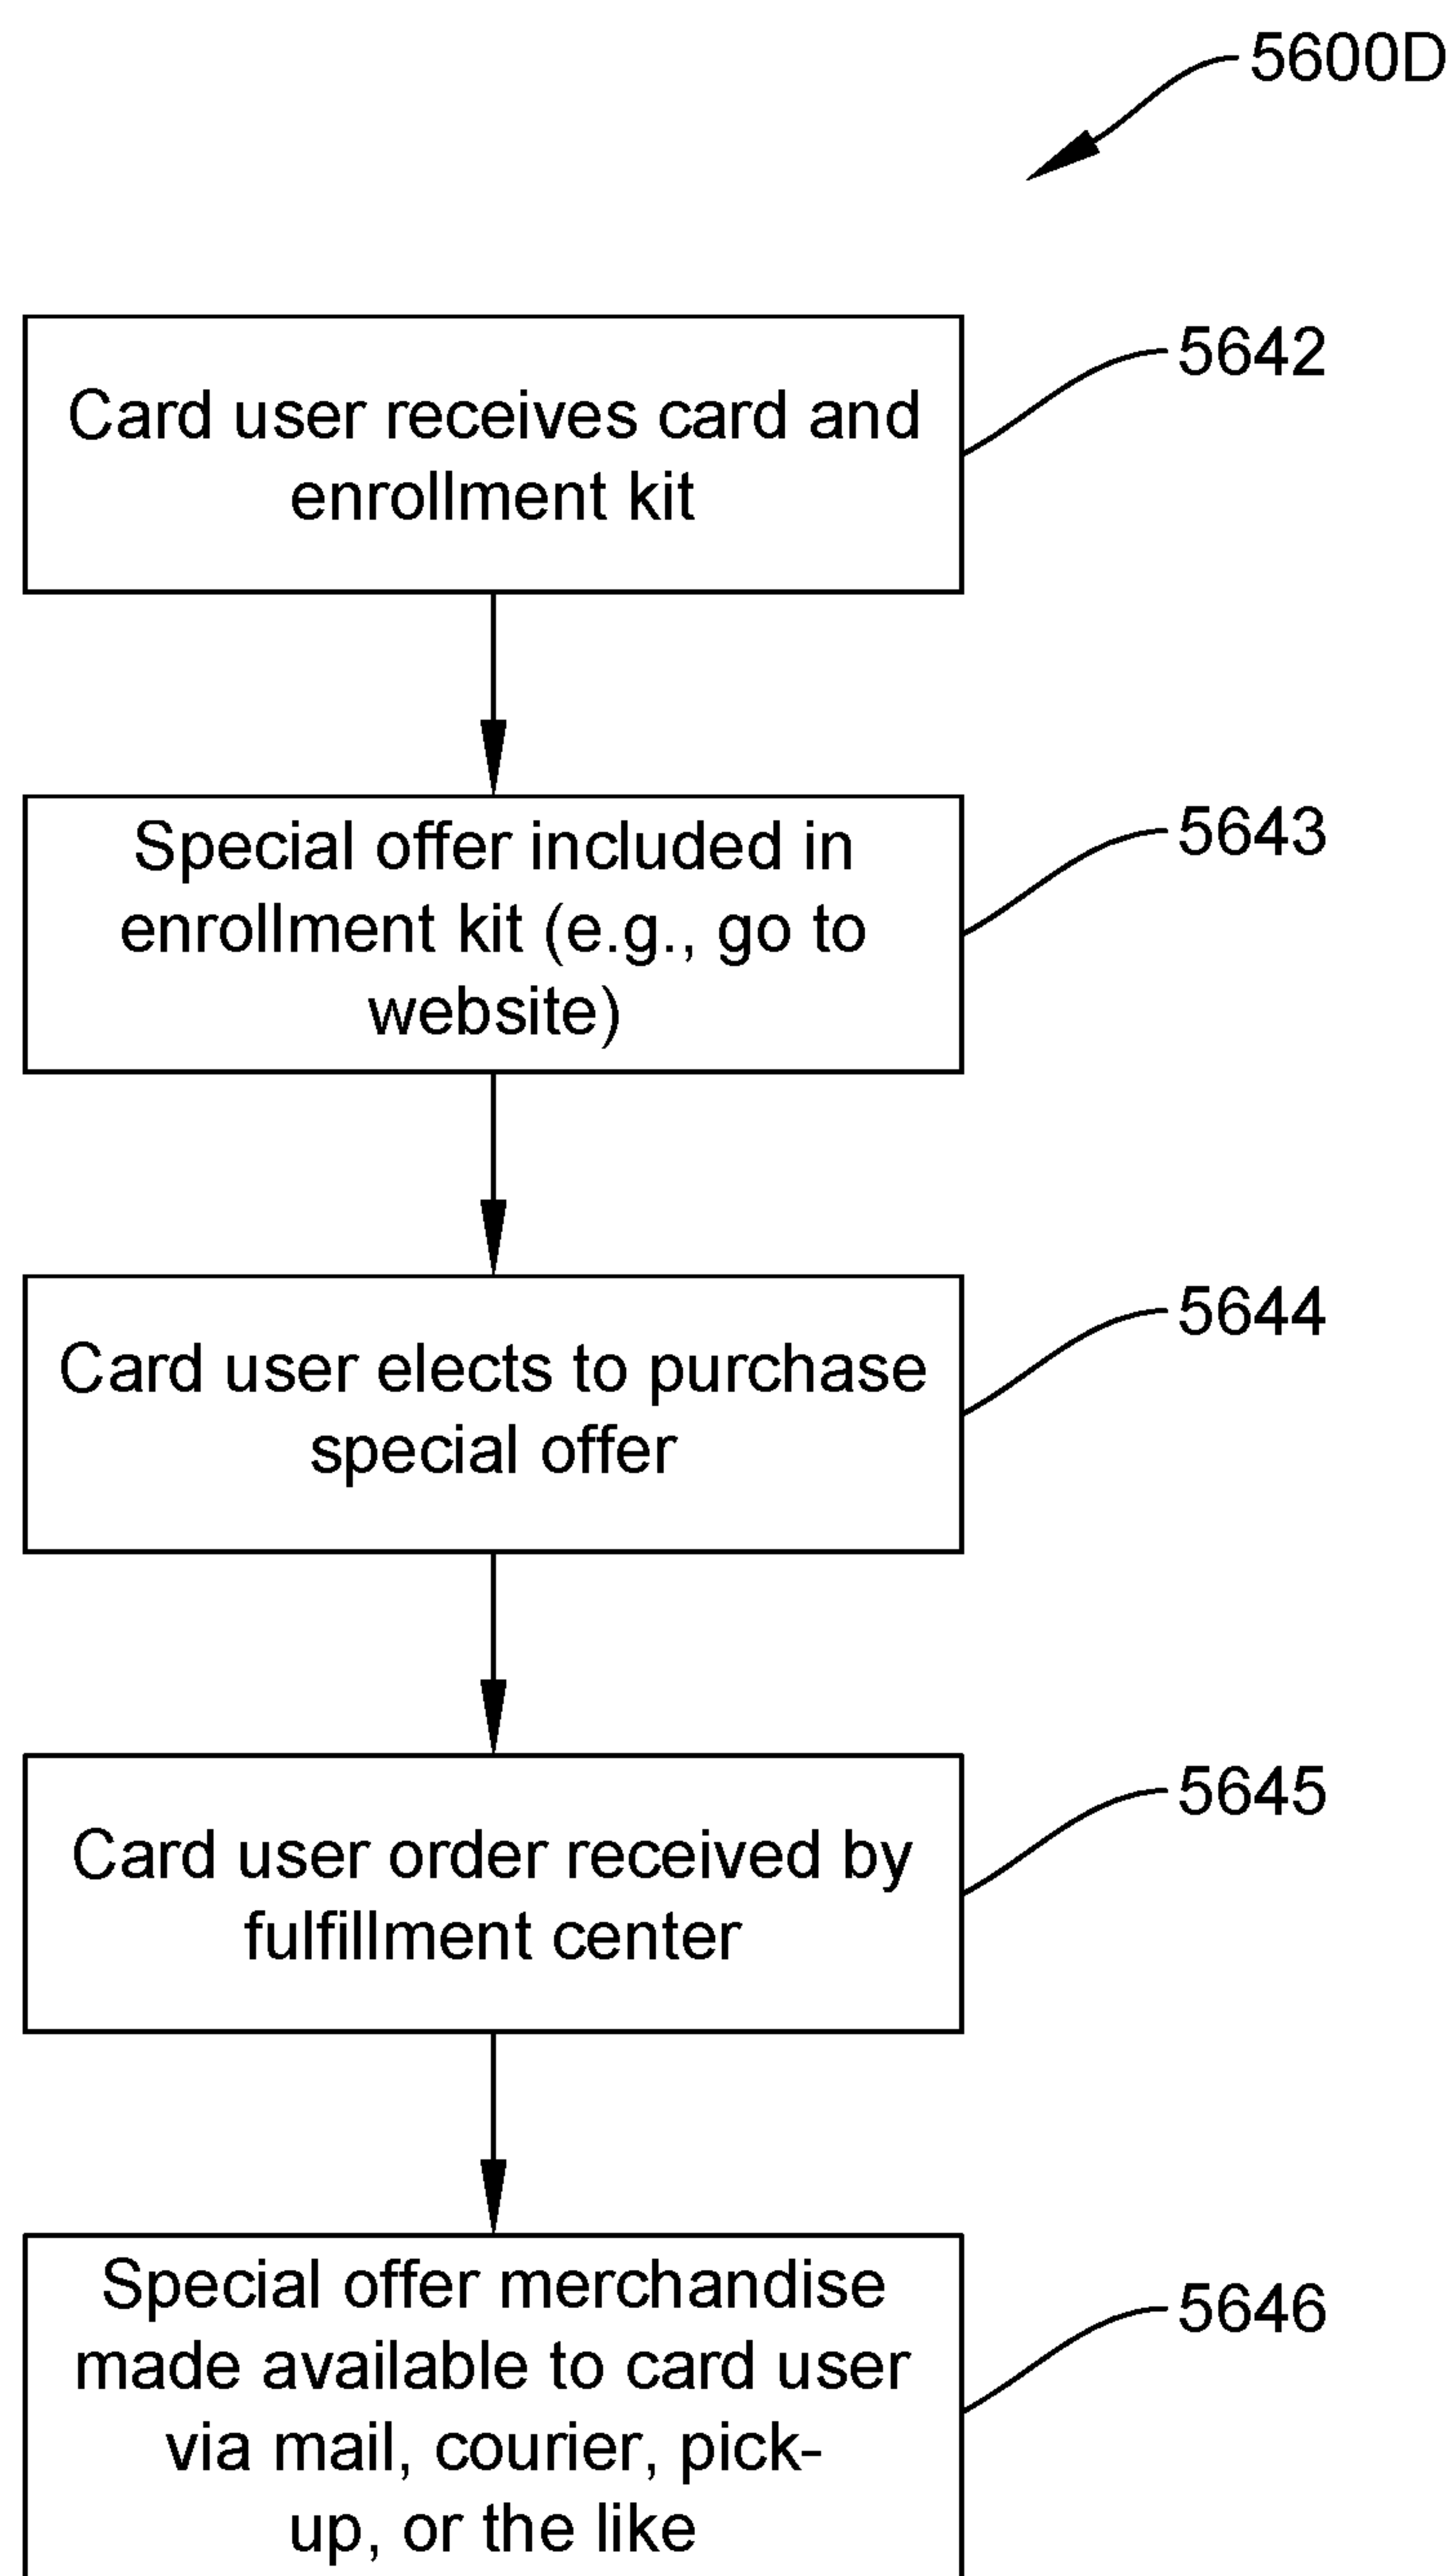 5600D
Card user receives card and
enrollment kit
5642
Special offer included in
enrollment kit (e.g., go to
website)
5643
Card user elects to purchase
special offer
5644
Card user order received by
fulfillment center
5645
Special offer merchandise
made available to card user
via mail, courier, pick-
up, or the like
5646